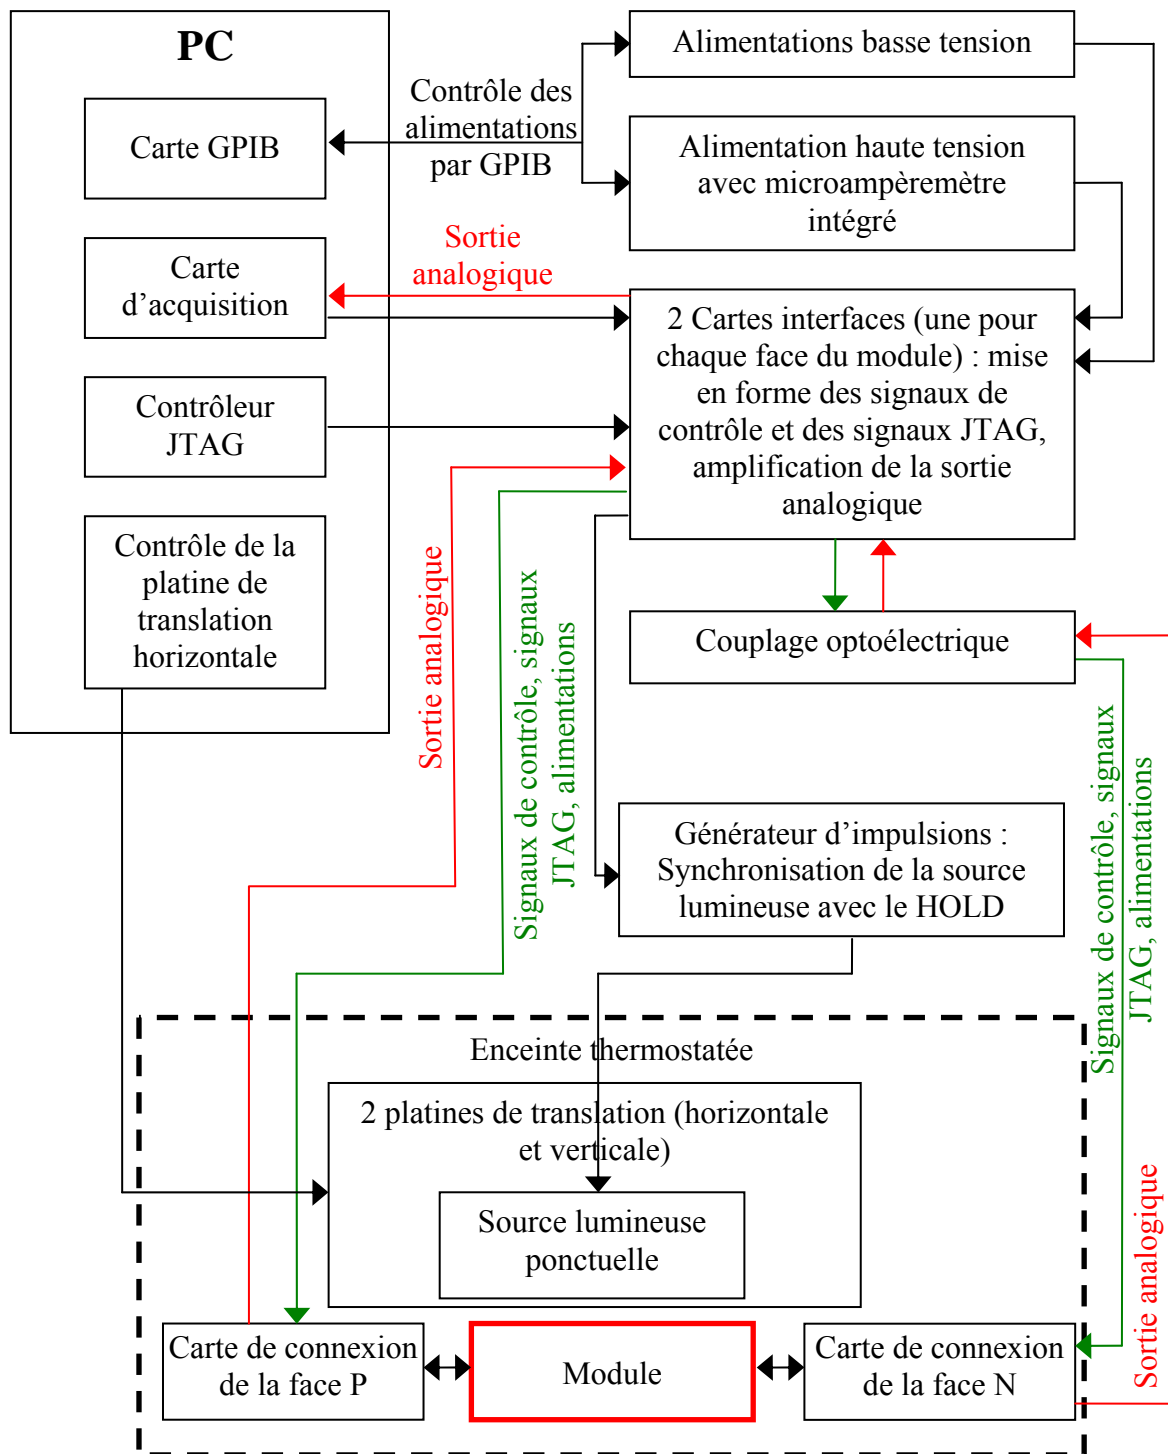 PC
Carte GPIB
Carte
d’acquisition
Contrôleur
JTAG
Contrôle de la
platine de
translation
horizontale
Contrôle des
alimentations
par GPIB
Sortie
analogique
Alimentations basse tension
Alimentation haute tension
avec microampèremètre
intégré
2 Cartes interfaces (une pour
chaque face du module) : mise
en forme des signaux de
contrôle et des signaux JTAG,
amplification de la sortie
analogique
Couplage optoélectrique
Sortie analogique
Signaux de contrôle, signaux
JTAG, alimentations
Générateur d’impulsions :
Synchronisation de la source
lumineuse avec le HOLD
Signaux de contrôle, signaux
JTAG, alimentations
Sortie analogique
Enceinte thermostatée
2 platines de translation (horizontale
et verticale)
Source lumineuse
ponctuelle
Carte de connexion
de la face P
Module
Carte de connexion
de la face N